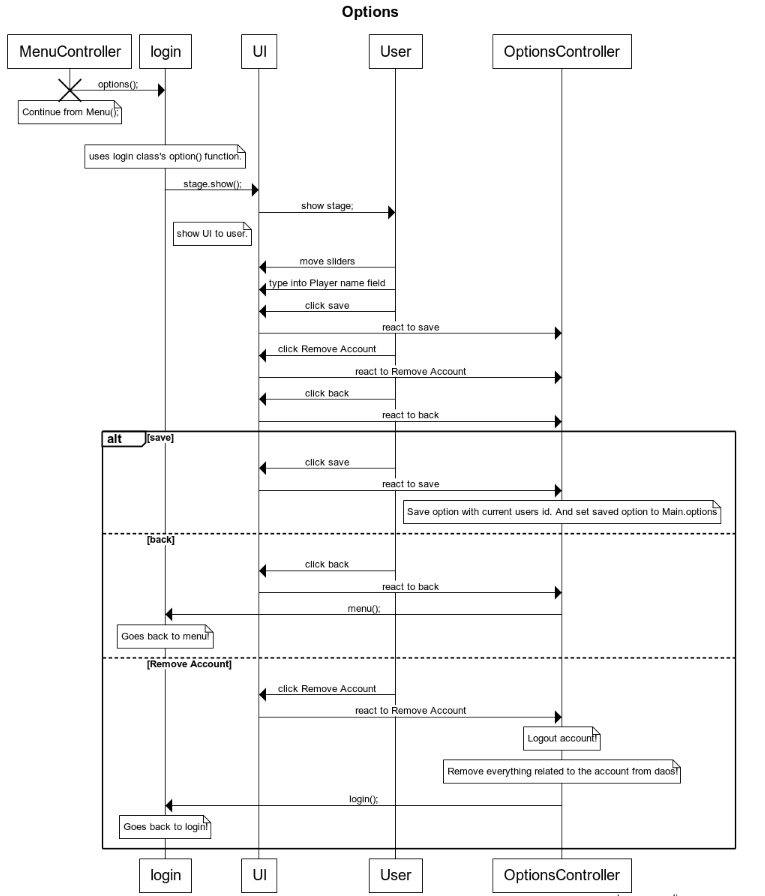 Options
MenuController login UI User OptionsController
options();
Continue from Menu();
uses login class's option() function.
stage.show();
show stage;
show UI to user.
move sliders
type into Player name field
click save
react to save
click Remove Account
react to Remove Account
click back
react to back
alt [save]
click save
react to save
Save option with current users id. And set saved option to Main.options
[back]
click back
react to back
menu();
Goes back to menu!
[Remove Account]
click Remove Account
react to Remove Account
Logout account!
Remove everything related to the account from daos!
login();
Goes back to login!
login UI User OptionsController